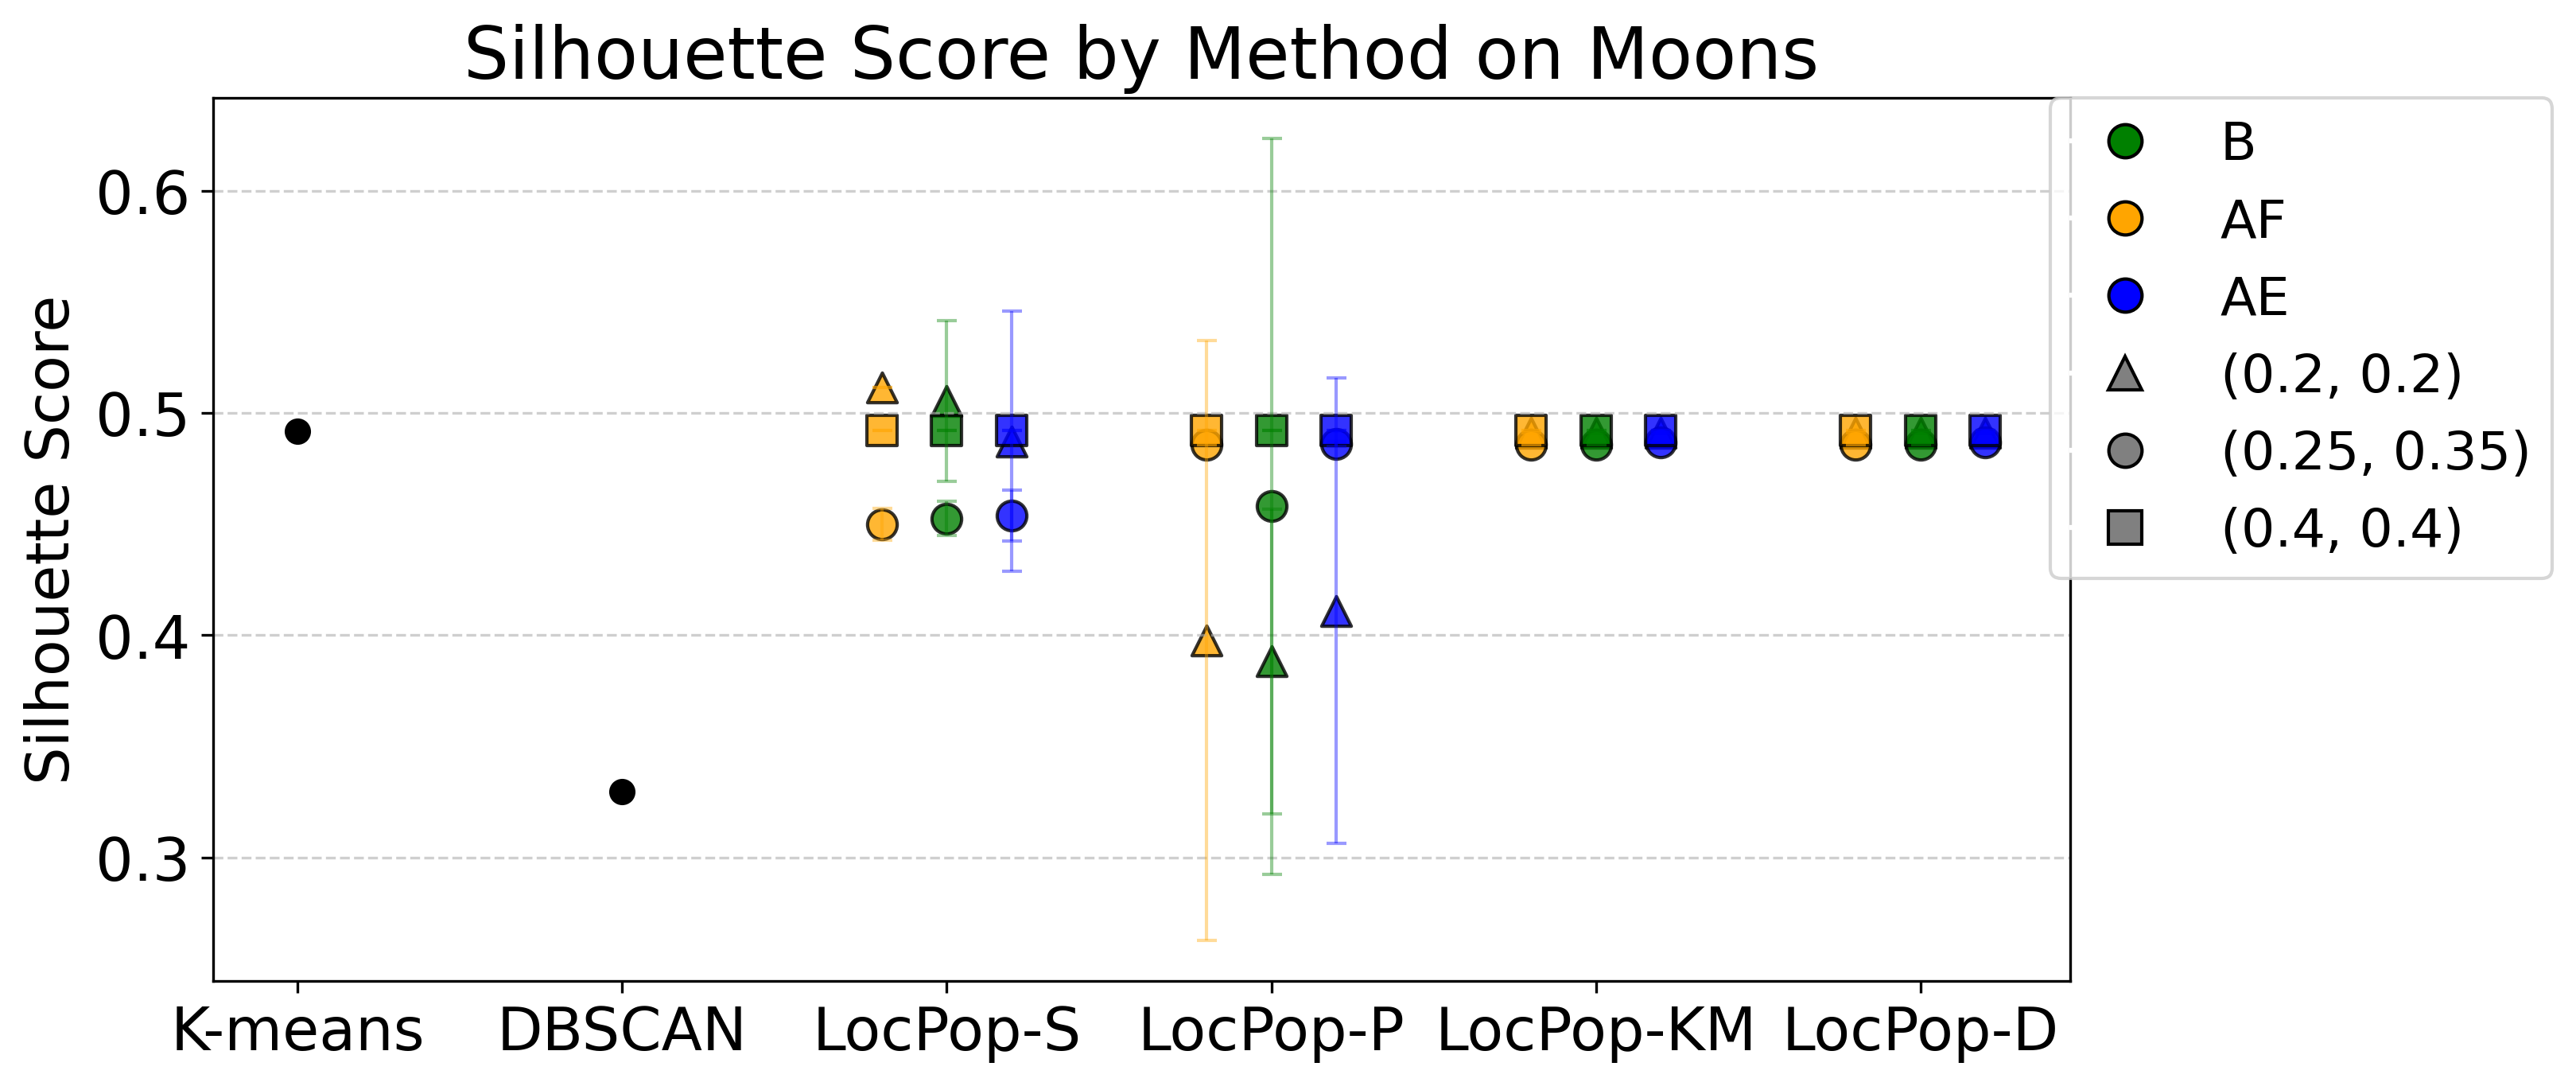 Silhouette Score by Method on Moons
Silhouette Score
0.6
0.5
0.4
0.3
K-means DBSCAN LocPop-S LocPop-P LocPop-KM LocPop-D
B
AF
AE
(0.2, 0.2)
(0.25, 0.35)
(0.4, 0.4)